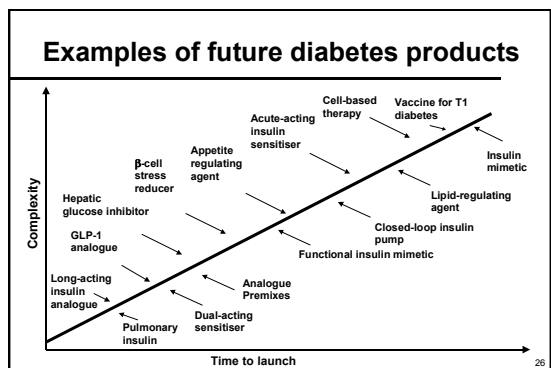 Examples of future diabetes products
Complexity
Cell-based
therapy
Vaccine for T1
diabetes
Acute-acting
insulin
sensitiser
Appetite
regulating
agent
β-cell
stress
reducer
Insulin
mimetic
Hepatic
glucose inhibitor
Lipid-regulating
agent
GLP-1
analogue
Closed-loop insulin
pump
Functional insulin mimetic
Long-acting
insulin
analogue
Analogue
Premixes
Dual-acting
sensitiser
Pulmonary
insulin
Time to launch
26